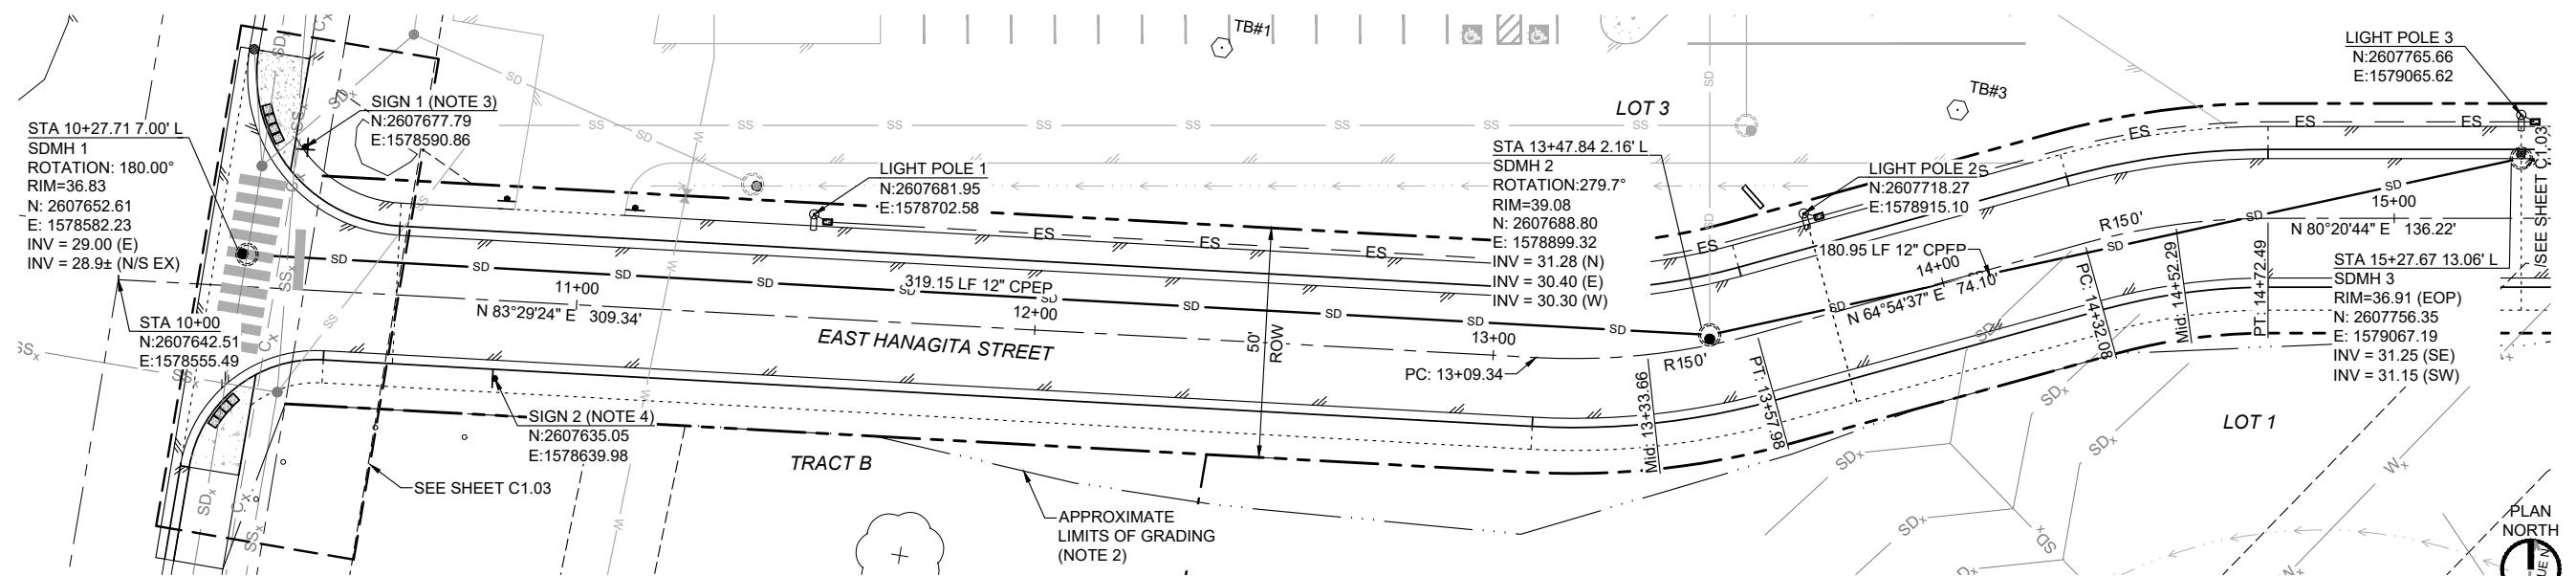 TB#1
LIGHT POLE 3
N:2607765.66
E:1579065.62
TB#3
LOT 3
SIGN 1 (NOTE 3)
N:2607677.79
E:1578590.86
STA 10+27.71 7.00' L
SDMH 1
ROTATION: 180.00°
RIM=36.83
N: 2607652.61
E: 1578582.23
INV = 29.00 (E)
INV = 28.9± (N/S EX)
LIGHT POLE 1
N:2607681.95
E:1578702.58
STA 13+47.84 2.16' L
SDMH 2
ROTATION:279.7°
RIM=39.08
N: 2607688.80
E: 1578899.32
INV = 31.28 (N)
INV = 30.40 (E)
INV = 30.30 (W)
LIGHT POLE 2
N:2607718.27
E:1578915.10
SEE SHEET C1.03
R150'
15+00
N 80°20'44" E 136.22'
180.95 LF 12" CPEP
14+00
N 64°54'37" E 74.10'
STA 15+27.67 13.06' L
SDMH 3
RIM=36.91 (EOP)
N: 2607756.35
E: 1579067.19
INV = 31.25 (SE)
INV = 31.15 (SW)
PC: 14+32.08
Mid: 14+52.29
PT: 14+72.49
319.15 LF 12" CPEP
11+00
N 83°29'24" E 309.34'
12+00
EAST HANAGITA STREET
13+00
50'
ROW
PC: 13+09.34
R150'
Mid: 13+33.66
PT: 13+57.98
STA 10+00
N:2607642.51
E:1578555.49
SIGN 2 (NOTE 4)
N:2607635.05
E:1578639.98
TRACT B
LOT 1
SEE SHEET C1.03
APPROXIMATE
LIMITS OF GRADING
(NOTE 2)
PLAN
NORTH
SD
SS
W
ES
SDx
SSx
Cx
Wx